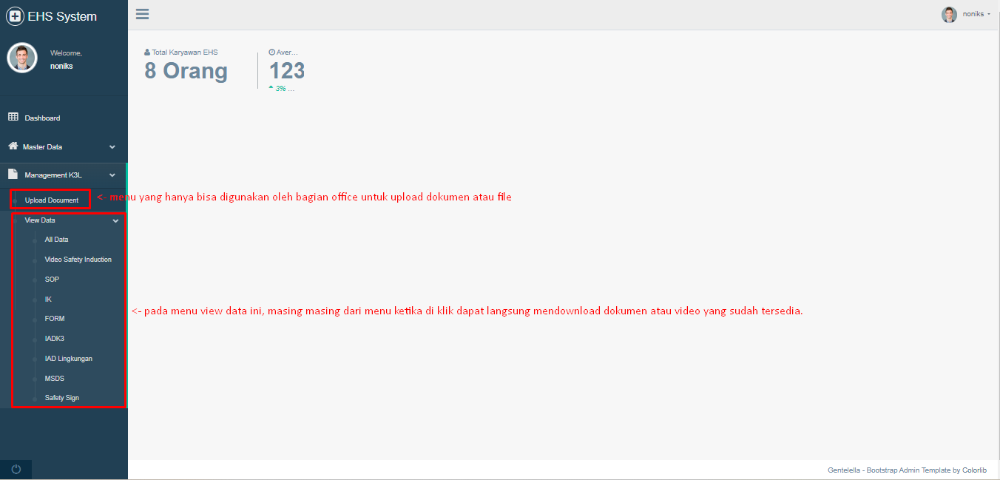 EHS System
noniks
Welcome,
noniks
Total Karyawan EHS
8 Orang
Aver...
123
3% ...
Dashboard
Master Data
Management K3L
Upload Document
<- menu yang hanya bisa digunakan oleh bagian office untuk upload dokumen atau file
View Data
All Data
Video Safety Induction
SOP
IK
<- pada menu view data ini, masing masing dari menu ketika di klik dapat langsung mendownload dokumen atau video yang sudah tersedia.
FORM
IADK3
IAD Lingkungan
MSDS
Safety Sign
Gentelella - Bootstrap Admin Template by Colorlib